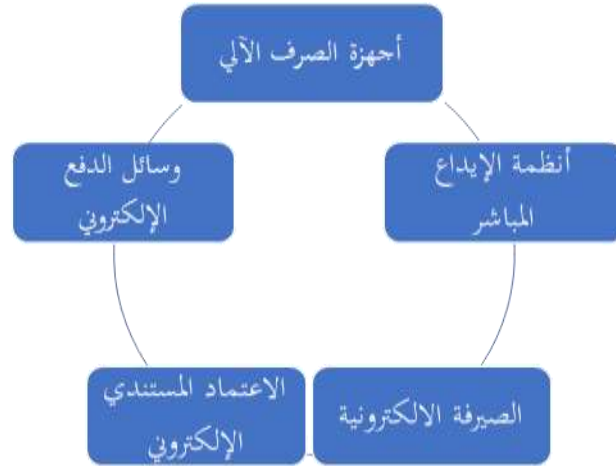 أجهزة الصرف الآلي
أنظمة الإيداع
المباشر
الصيرفة الالكترونية
الاعتماد المستندي
الإلكتروني
وسائل الدفع
الإلكتروني